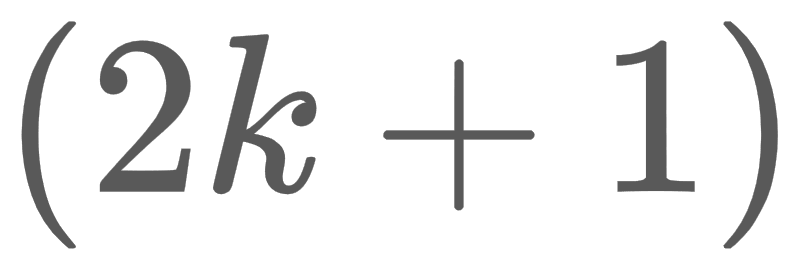 (2k + 1)